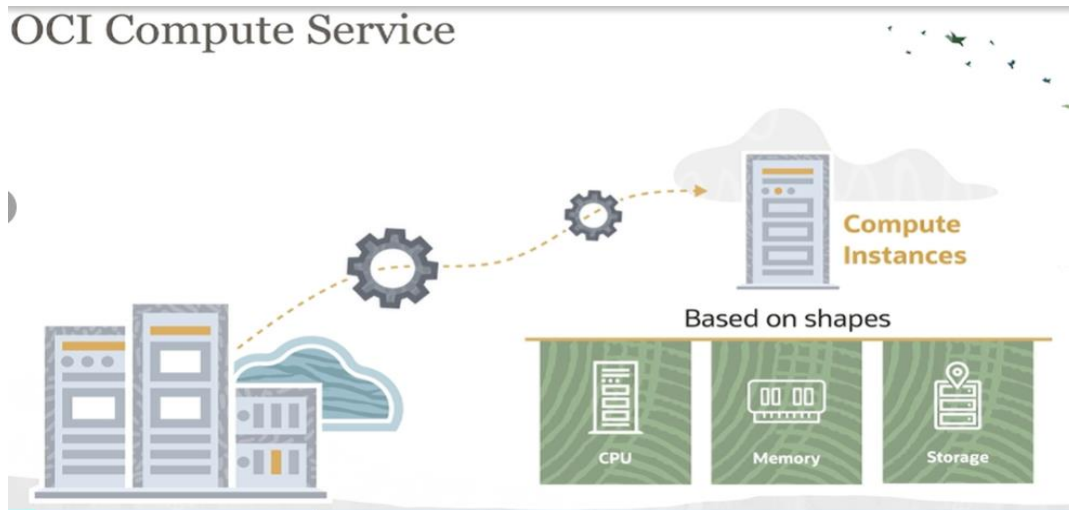 OCI Compute Service
Compute
Instances
Based on shapes
CPU
Memory
Storage